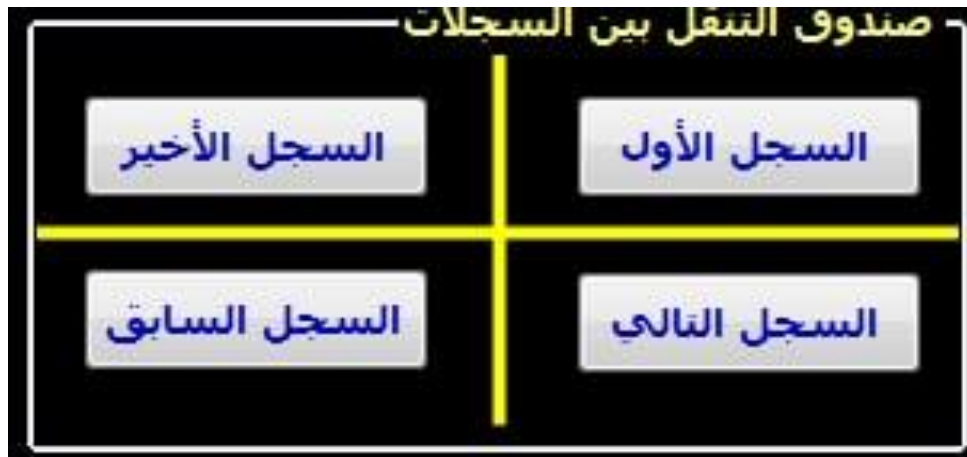 صندوق التنقل بين السجلات
السجل الأول
السجل الأخير
السجل التالي
السجل السابق